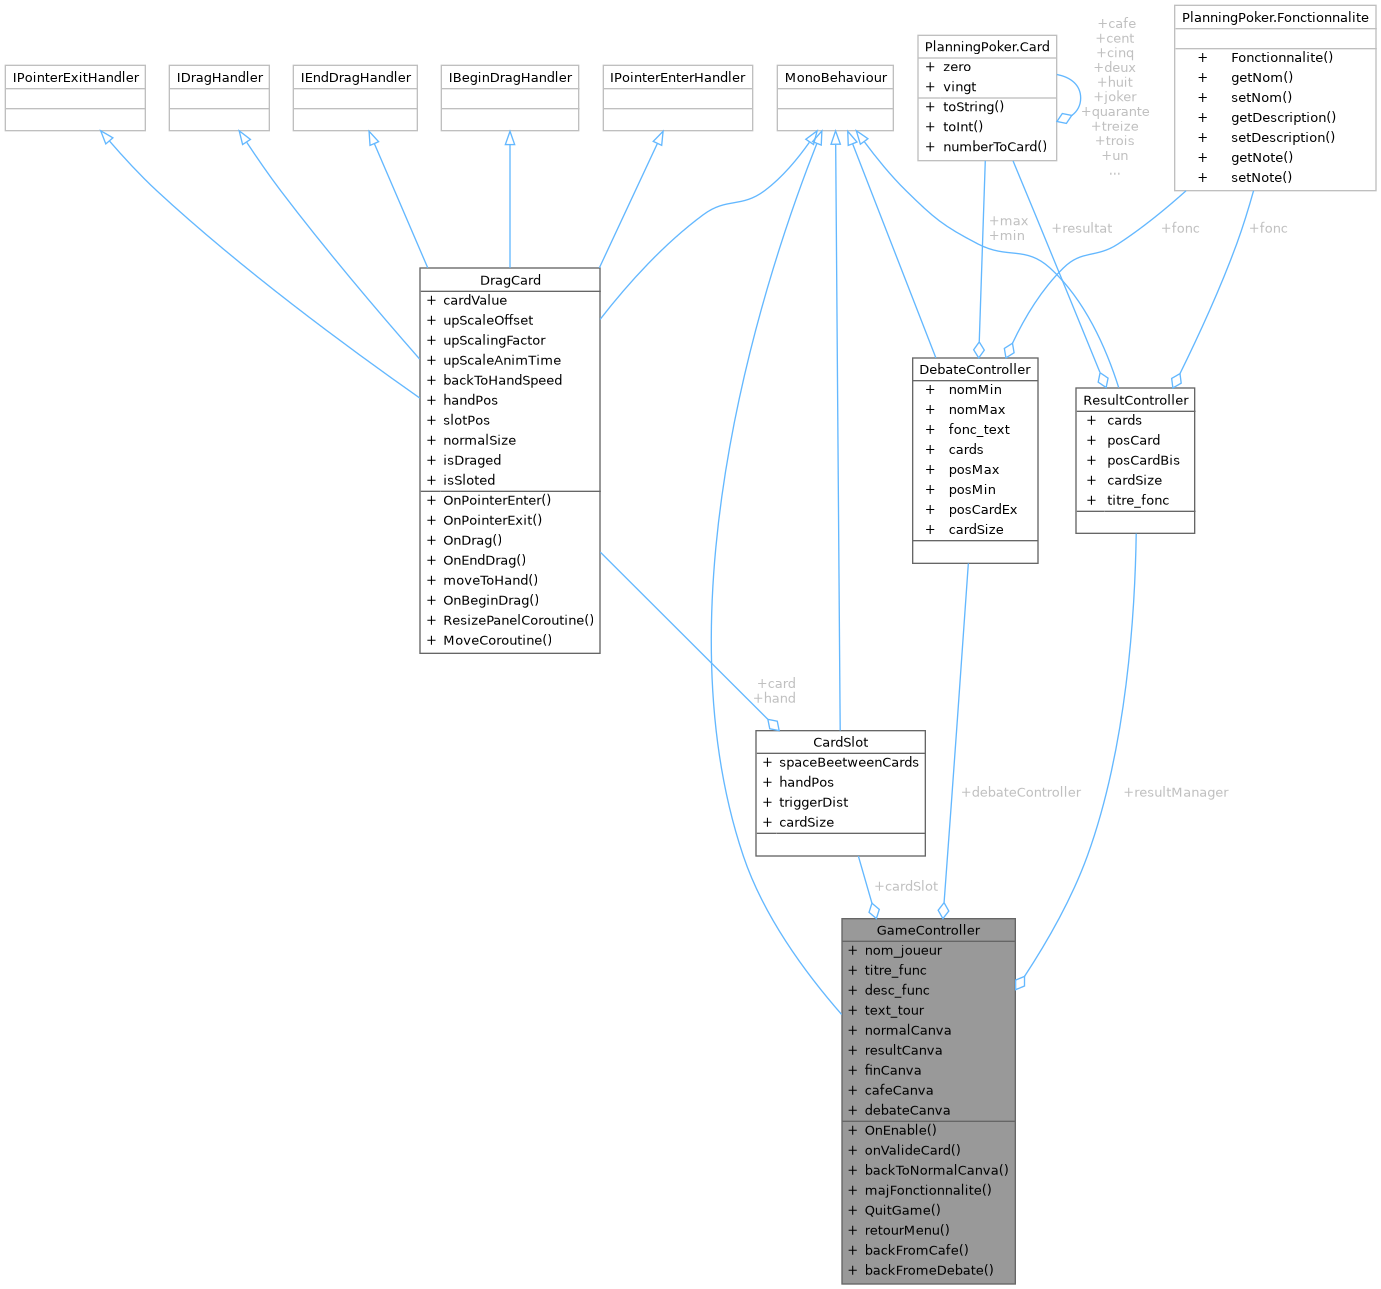 IPointerExitHandler
IDragHandler
IEndDragHandler
IBeginDragHandler
IPointerEnterHandler
MonoBehaviour
PlanningPoker.Card
+ zero
+ vingt
+ toString()
+ toInt()
+ numberToCard()
+cafe
+cent
+cinq
+deux
+huit
+joker
+quarante
+treize
+trois
+un
...
PlanningPoker.Fonctionnalite
+ Fonctionnalite()
+ getNom()
+ setNom()
+ getDescription()
+ setDescription()
+ getNote()
+ setNote()
+max
+min
+resultat
+fonc
+fonc
DragCard
+ cardValue
+ upScaleOffset
+ upScalingFactor
+ upScaleAnimTime
+ backToHandSpeed
+ handPos
+ slotPos
+ normalSize
+ isDraged
+ isSloted
+ OnPointerEnter()
+ OnPointerExit()
+ OnDrag()
+ OnEndDrag()
+ moveToHand()
+ OnBeginDrag()
+ ResizePanelCoroutine()
+ MoveCoroutine()
DebateController
+ nomMin
+ nomMax
+ fonc_text
+ cards
+ posMax
+ posMin
+ posCardEx
+ cardSize
ResultController
+ cards
+ posCard
+ posCardBis
+ cardSize
+ titre_fonc
+card
+hand
CardSlot
+ spaceBeetweenCards
+ handPos
+ triggerDist
+ cardSize
+debateController
+resultManager
+cardSlot
GameController
+ nom_joueur
+ titre_func
+ desc_func
+ text_tour
+ normalCanva
+ resultCanva
+ finCanva
+ cafeCanva
+ debateCanva
+ OnEnable()
+ onValideCard()
+ backToNormalCanva()
+ majFonctionnalite()
+ QuitGame()
+ retourMenu()
+ backFromCafe()
+ backFromeDebate()